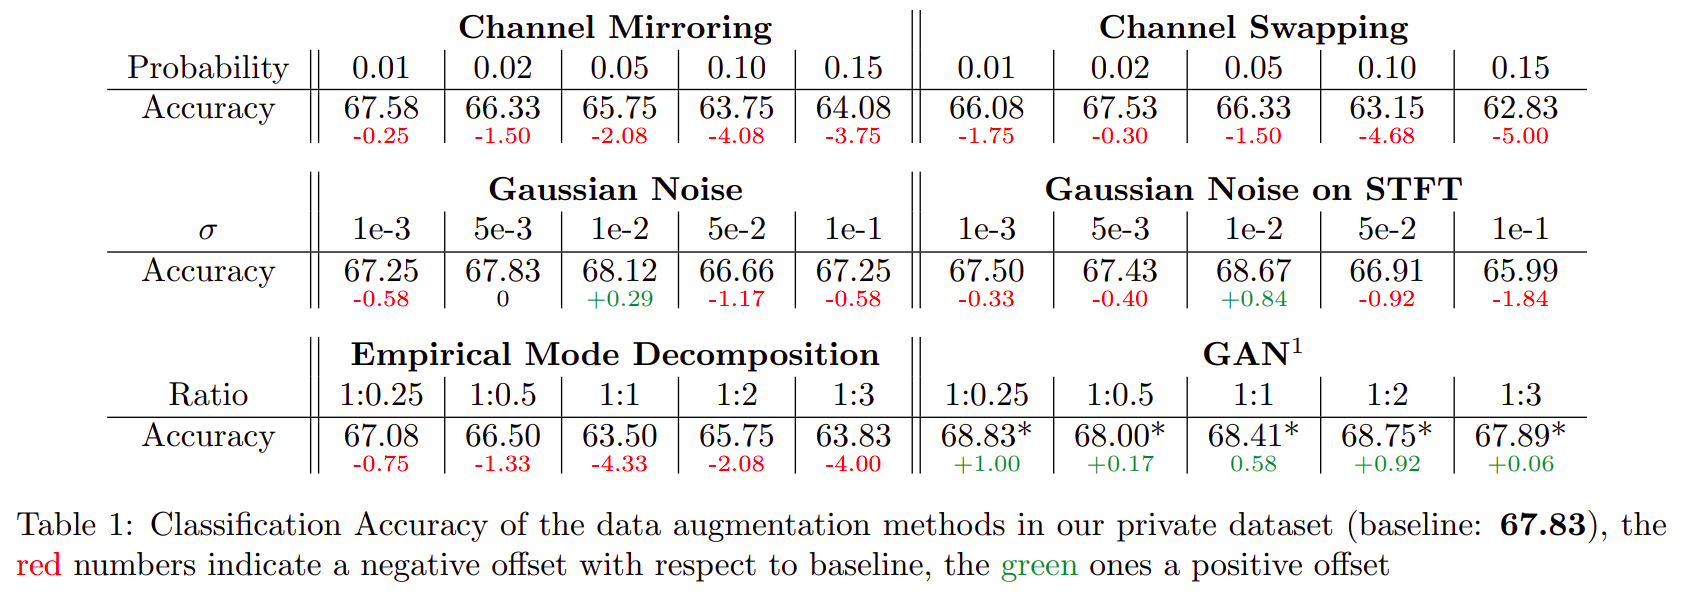 Channel Mirroring Channel Swapping
Probability 0.01 0.02 0.05 0.10 0.15 0.01 0.02 0.05 0.10 0.15
Accuracy 67.58 66.33 65.75 63.75 64.08 66.08 67.53 66.33 63.15 62.83
-0.25 -1.50 -2.08 -4.08 -3.75 -1.75 -0.30 -1.50 -4.68 -5.00
Gaussian Noise Gaussian Noise on STFT
σ 1e-3 5e-3 1e-2 5e-2 1e-1 1e-3 5e-3 1e-2 5e-2 1e-1
Accuracy 67.25 67.83 68.12 66.66 67.25 67.50 67.43 68.67 66.91 65.99
-0.58 0 +0.29 -1.17 -0.58 -0.33 -0.40 +0.84 -0.92 -1.84
Empirical Mode Decomposition GAN¹
Ratio 1:0.25 1:0.5 1:1 1:2 1:3 1:0.25 1:0.5 1:1 1:2 1:3
Accuracy 67.08 66.50 63.50 65.75 63.83 68.83* 68.00* 68.41* 68.75* 67.89*
-0.75 -1.33 -4.33 -2.08 -4.00 +1.00 +0.17 0.58 +0.92 +0.06
Table 1: Classification Accuracy of the data augmentation methods in our private dataset (baseline: 67.83), the
red numbers indicate a negative offset with respect to baseline, the green ones a positive offset